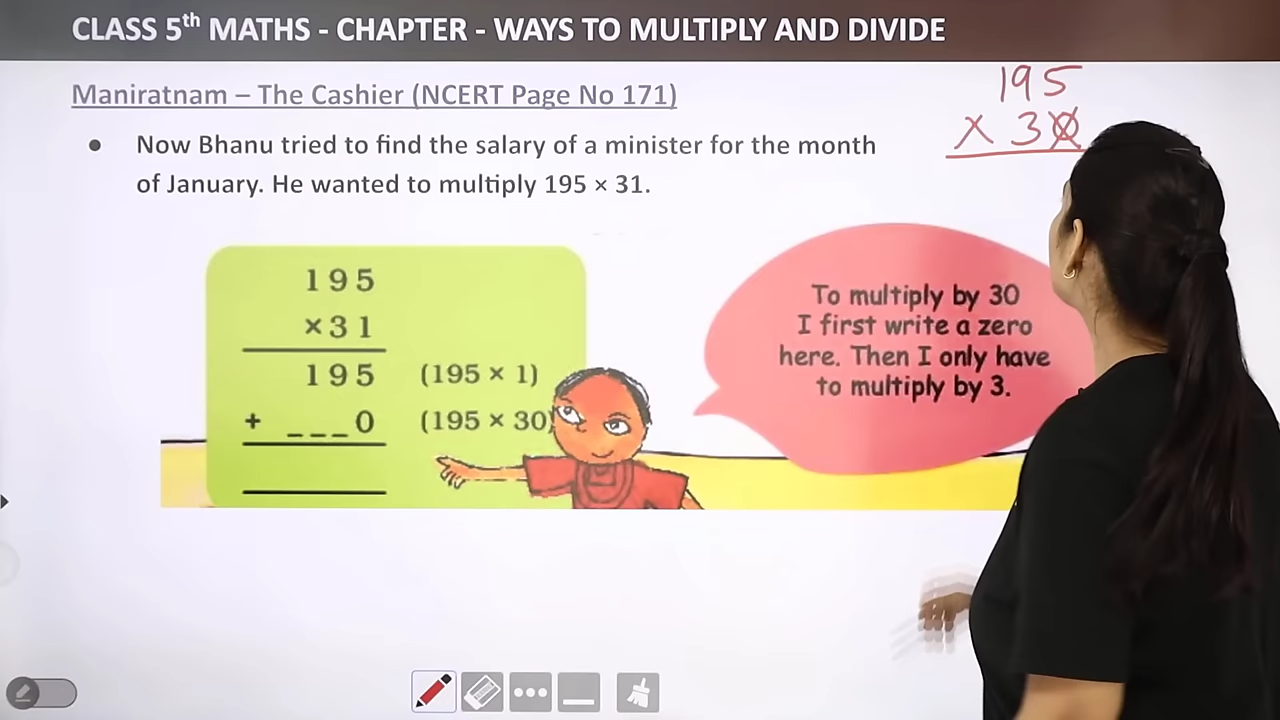 CLASS 5th MATHS - CHAPTER - WAYS TO MULTIPLY AND DIVIDE
Maniratnam – The Cashier (NCERT Page No 171)
● Now Bhanu tried to find the salary of a minister for the month
of January. He wanted to multiply 195 × 31.
195
× 30
195
×31
195 (195 × 1)
+ _ _ _0 (195 × 30)
To multiply by 30
I first write a zero
here. Then I only have
to multiply by 3.